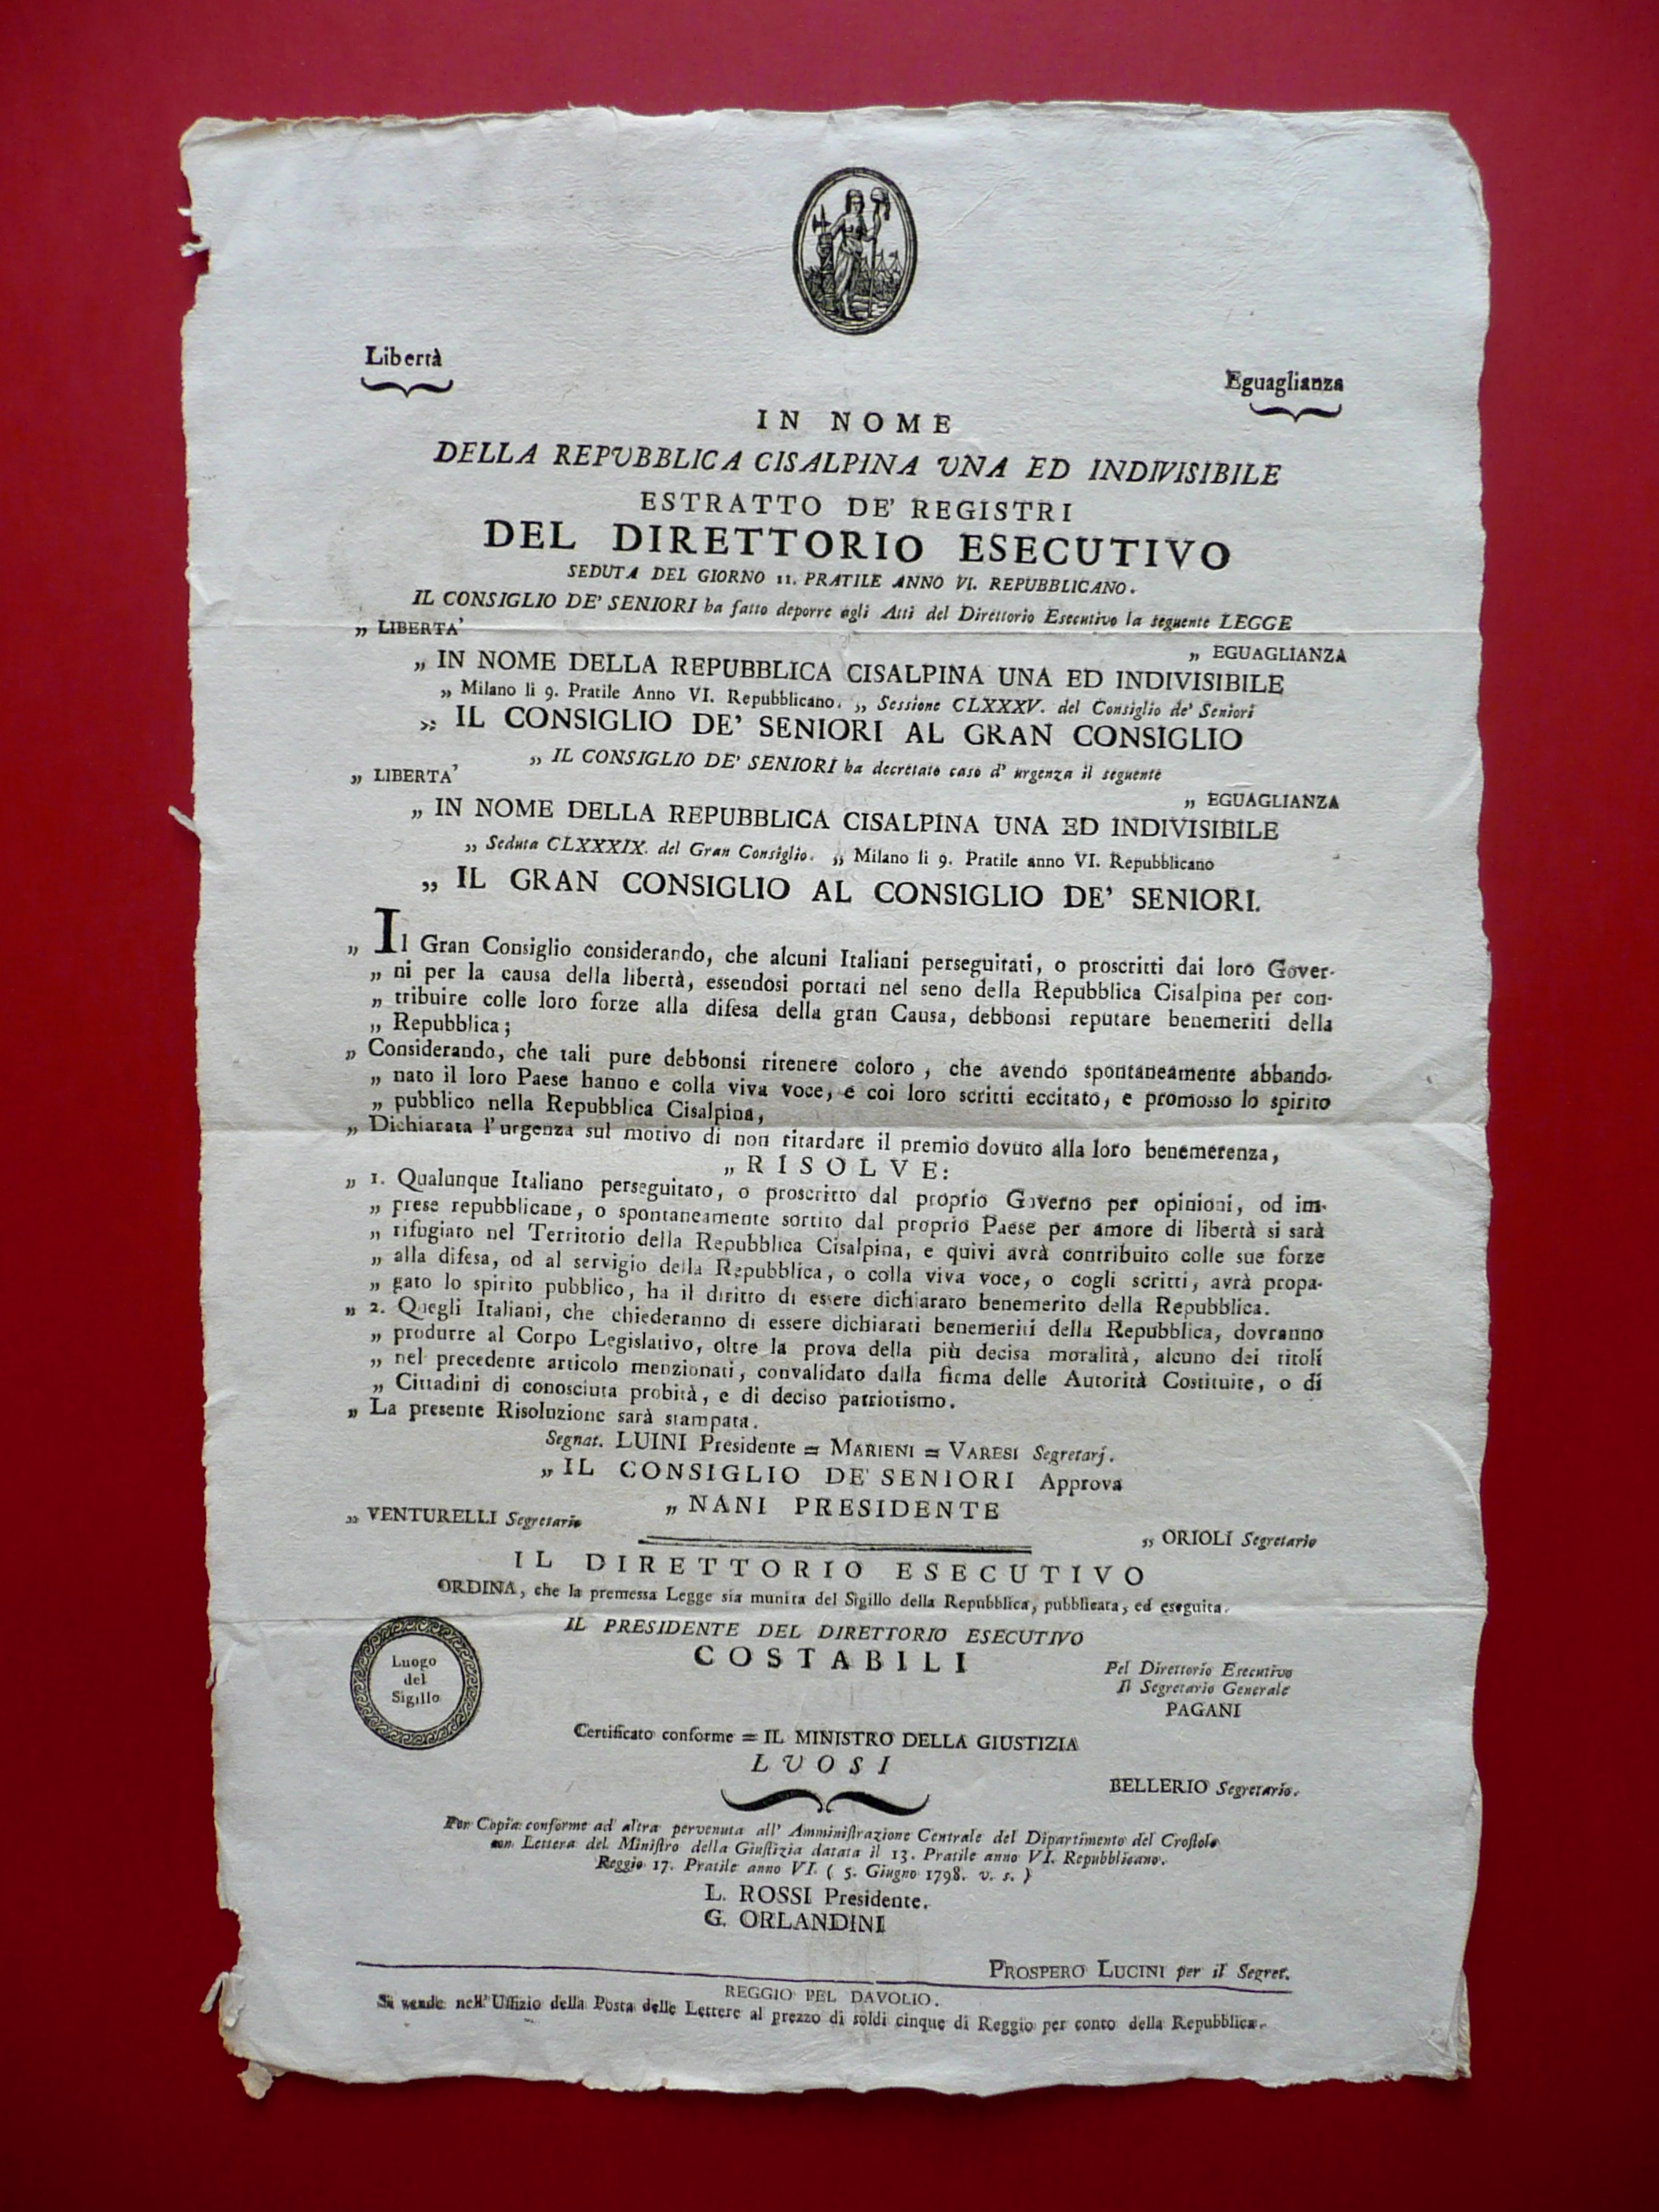 Libertà
Eguaglianza
IN NOME
DELLA REPUBBLICA CISALPINA UNA ED INDIVISIBILE
ESTRATTO DE' REGISTRI
DEL DIRETTORIO ESECUTIVO
SEDUTA DEL GIORNO 11. PRATILE ANNO VI. REPUBBLICANO.
IL CONSIGLIO DE' SENIORI ha fatto deporre agli Atti del Direttorio Esecutivo la seguente LEGGE
„ LIBERTA'
„ EGUAGLIANZA
„ IN NOME DELLA REPUBBLICA CISALPINA UNA ED INDIVISIBILE
„ Milano li 9. Pratile Anno VI. Repubblicano. „ Sessione CLXXXV. del Consiglio de' Seniori
„ IL CONSIGLIO DE' SENIORI AL GRAN CONSIGLIO
„ IL CONSIGLIO DE' SENIORI ha decretato caso d' urgenza il seguente
„ LIBERTA'
„ EGUAGLIANZA
„ IN NOME DELLA REPUBBLICA CISALPINA UNA ED INDIVISIBILE
„ Seduta CLXXXIX. del Gran Consiglio. „ Milano li 9. Pratile anno VI. Repubblicano
„ IL GRAN CONSIGLIO AL CONSIGLIO DE' SENIORI.
„ Il Gran Consiglio considerando, che alcuni Italiani perseguitati, o proscritti dai loro Gover-
„ ni per la causa della libertà, essendosi portati nel seno della Repubblica Cisalpina per con-
„ tribuire colle loro forze alla difesa della gran Causa, debbonsi reputare benemeriti della
„ Repubblica;
„ Considerando, che tali pure debbonsi ritenere coloro, che avendo spontaneamente abbando-
„ nato il loro Paese hanno e colla viva voce, e coi loro scritti eccitato, e promosso lo spirito
„ pubblico nella Repubblica Cisalpina,
„ Dichiarata l'urgenza sul motivo di non ritardare il premio dovuto alla loro benemerenza,
„ RISOLVE:
„ 1. Qualunque Italiano perseguitato, o proscritto dal proprio Governo per opinioni, od im-
„ prese repubblicane, o spontaneamente sortito dal proprio Paese per amore di libertà si sarà
„ rifugiato nel Territorio della Repubblica Cisalpina, e quivi avrà contribuito colle sue forze
„ alla difesa, od al servigio della Repubblica, o colla viva voce, o cogli scritti, avrà propa-
„ gato lo spirito pubblico, ha il diritto di essere dichiarato benemerito della Repubblica.
„ 2. Quegli Italiani, che chiederanno di essere dichiarati benemeriti della Repubblica, dovranno
„ produrre al Corpo Legislativo, oltre la prova della più decisa moralità, alcuno dei titoli
„ nel precedente articolo menzionati, convalidato dalla firma delle Autorità Costituite, o di
„ Cittadini di conosciuta probità, e di deciso patriotismo.
„ La presente Risoluzione sarà stampata.
Segnat. LUINI Presidente = MARIENI = VARESI Segretarj.
„ IL CONSIGLIO DE' SENIORI Approva
„ NANI PRESIDENTE
„ VENTURELLI Segretario
„ ORIOLI Segretario
IL DIRETTORIO ESECUTIVO
ORDINA, che la premessa Legge sia munita del Sigillo della Repubblica, pubblicata, ed eseguita.
IL PRESIDENTE DEL DIRETTORIO ESECUTIVO
COSTABILI
Luogo
del
Sigillo
Pel Direttorio Esecutivo
Il Segretario Generale
PAGANI
Certificato conforme = IL MINISTRO DELLA GIUSTIZIA
LUOSI
BELLERIO Segretario.
Per Copia conforme ad altra pervenuta all' Amminiſtrazione Centrale del Dipartimento del Croſtolo
con Lettera del Miniſtro della Giuſtizia datata il 13. Pratile anno VI. Repubblicano.
Reggio 17. Pratile anno VI. ( 5. Giugno 1798. v. s. )
L. ROSSI Presidente.
G. ORLANDINI
PROSPERO LUCINI per il Segret.
REGGIO PEL DAVOLIO.
Si vende nell' Uffizio della Posta delle Lettere al prezzo di soldi cinque di Reggio per conto della Repubblica.